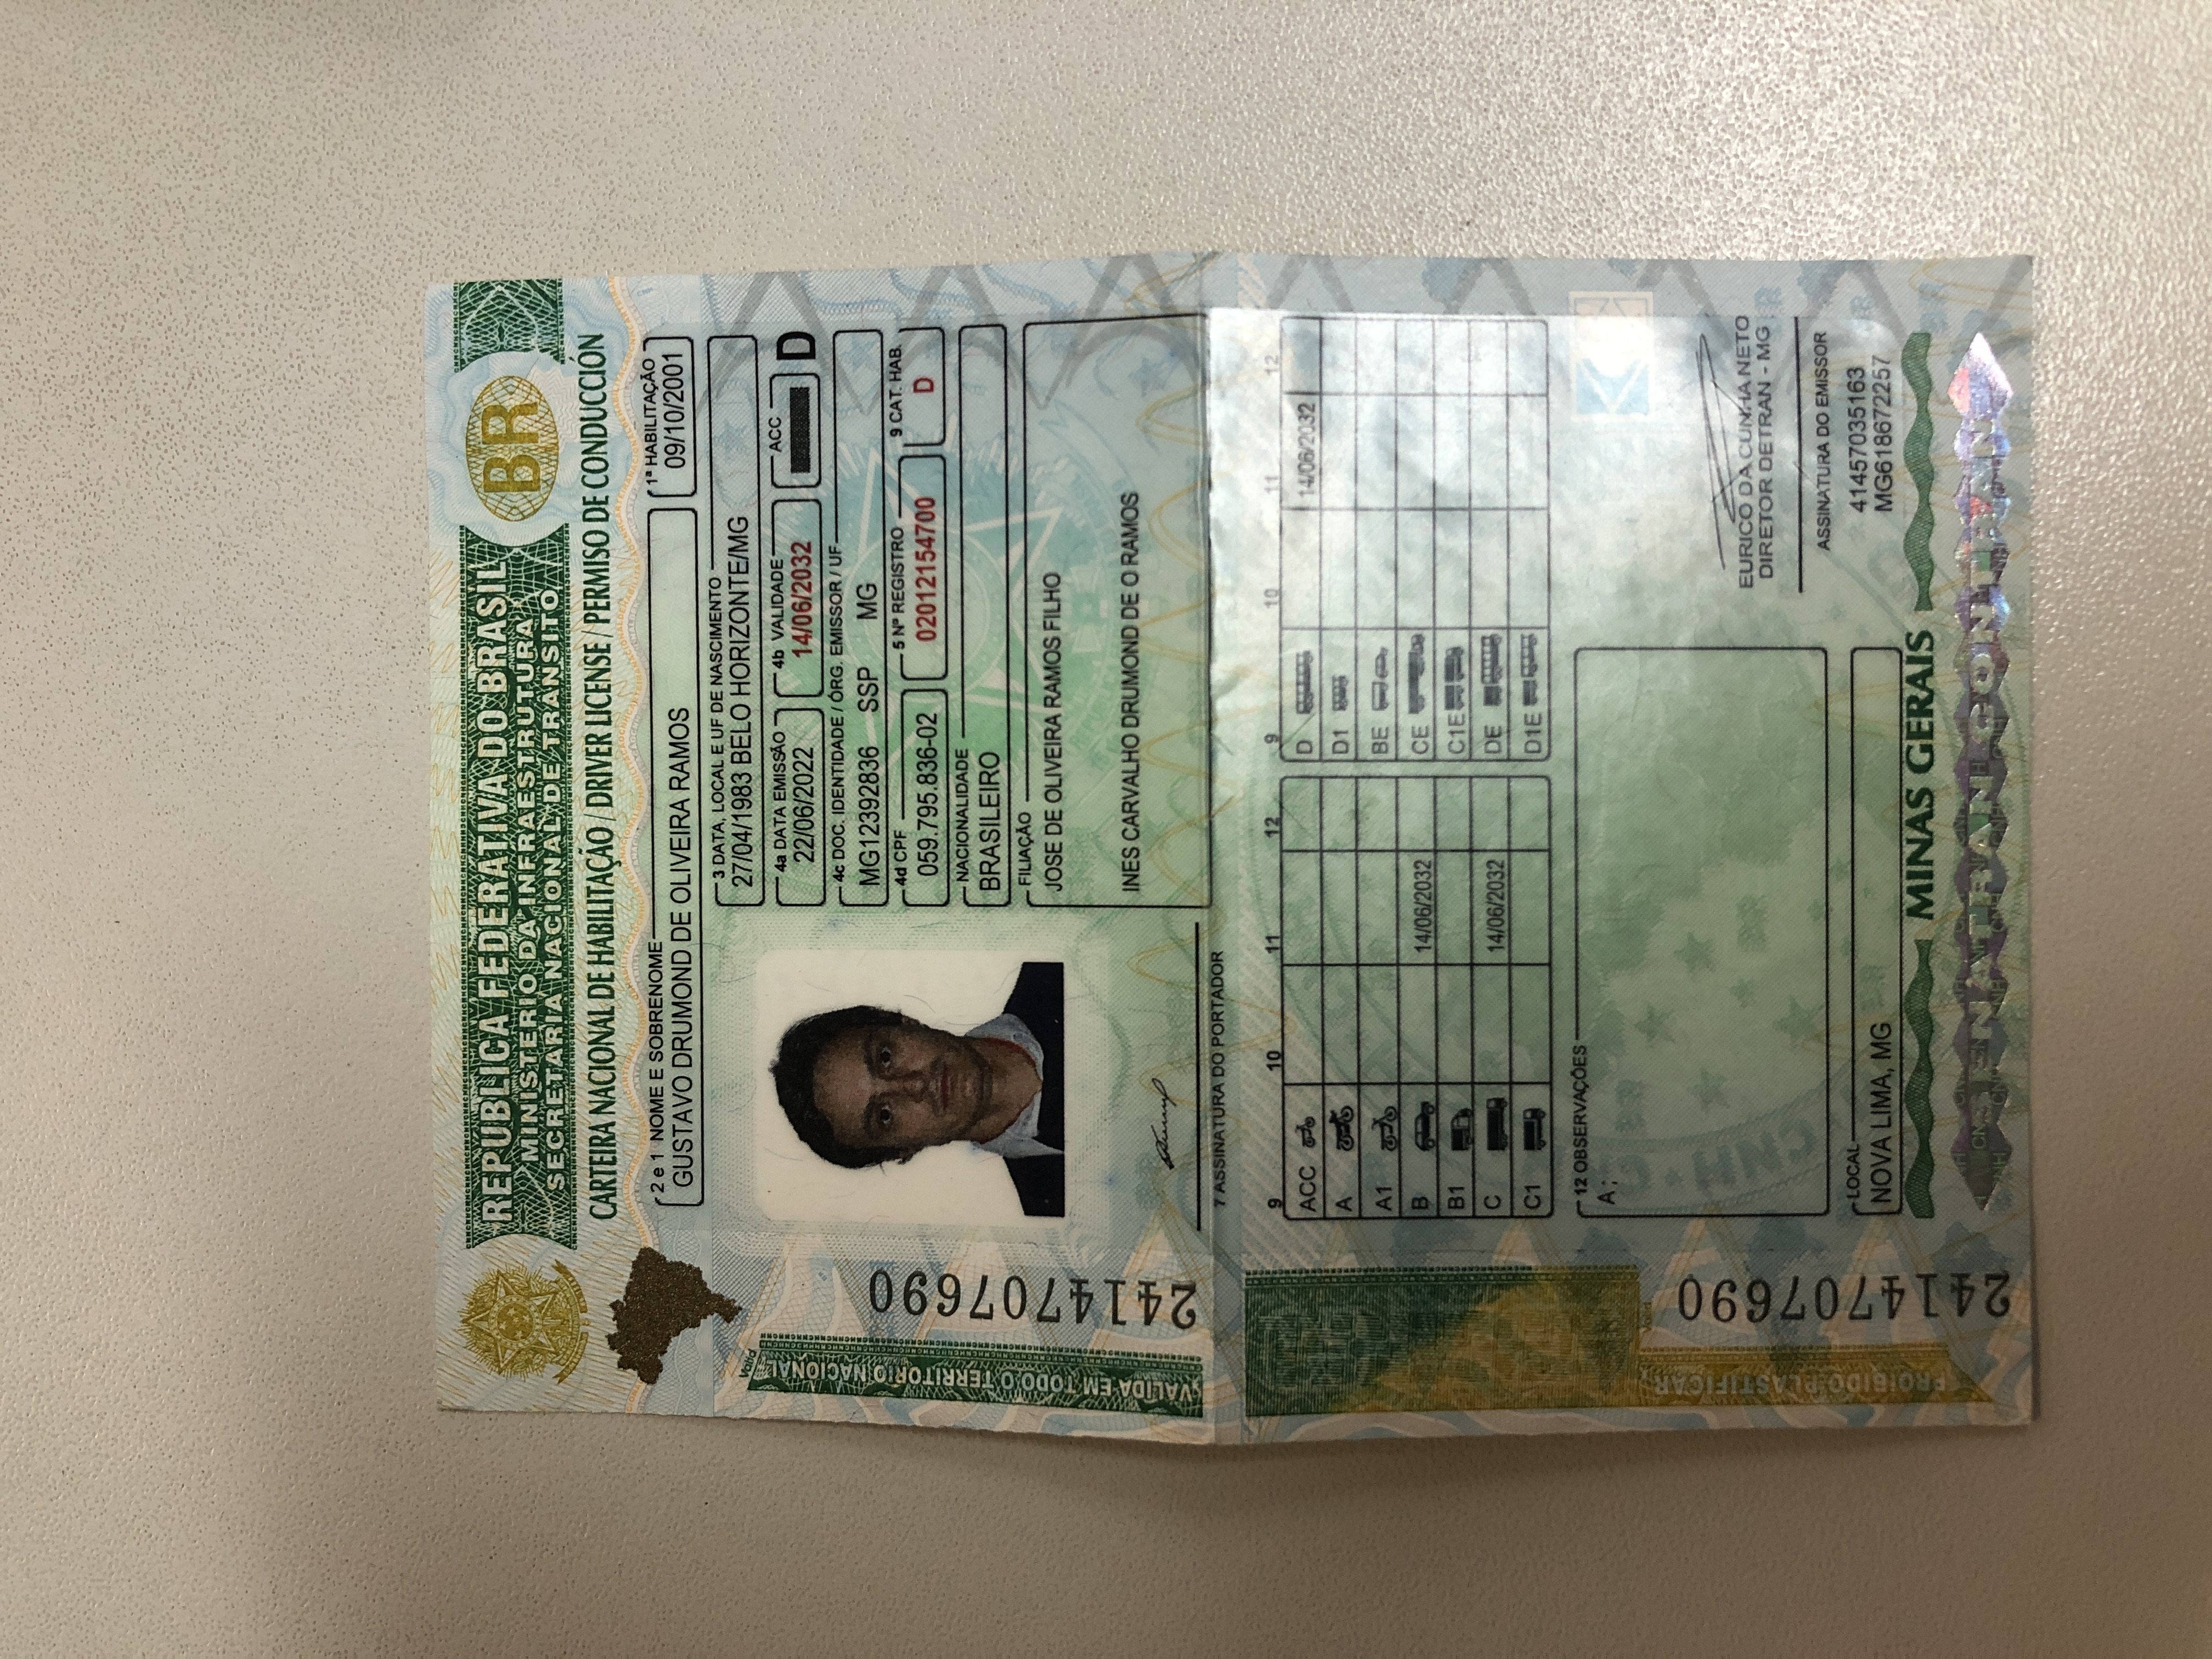 REPÚBLICA FEDERATIVA DO BRASIL
MINISTÉRIO DA INFRAESTRUTURA
SECRETARIA NACIONAL DE TRÂNSITO
BR
CARTEIRA NACIONAL DE HABILITAÇÃO / DRIVER LICENSE / PERMISO DE CONDUCCIÓN
2 e 1 NOME E SOBRENOME
GUSTAVO DRUMOND DE OLIVEIRA RAMOS
1ª HABILITAÇÃO
09/10/2001
3 DATA, LOCAL E UF DE NASCIMENTO
27/04/1983 BELO HORIZONTE/MG
4a DATA EMISSÃO
22/06/2022
4b VALIDADE
14/06/2032
ACC
D
4c DOC. IDENTIDADE / ÓRG. EMISSOR / UF
MG12392836 SSP MG
4d CPF
059.795.836-02
5 Nº REGISTRO
02012154700
9 CAT. HAB.
D
NACIONALIDADE
BRASILEIRO
FILIAÇÃO
JOSE DE OLIVEIRA RAMOS FILHO
INES CARVALHO DRUMOND DE O RAMOS
Valid
VÁLIDA EM TODO O TERRITÓRIO NACIONAL
2414707690
7 ASSINATURA DO PORTADOR
9 10 11 12
ACC
A
A1
B 14/06/2032
B1
C 14/06/2032
C1
9 10 11 12
D 14/06/2032
D1
BE
CE
C1E
DE
D1E
12 OBSERVAÇÕES
A ;
Valid
PROIBIDO PLASTIFICAR
2414707690
EURICO DA CUNHA NETO
DIRETOR DETRAN - MG
ASSINATURA DO EMISSOR
41457035163
MG618672257
LOCAL
NOVA LIMA, MG
MINAS GERAIS
SENATRAN CONTRAN